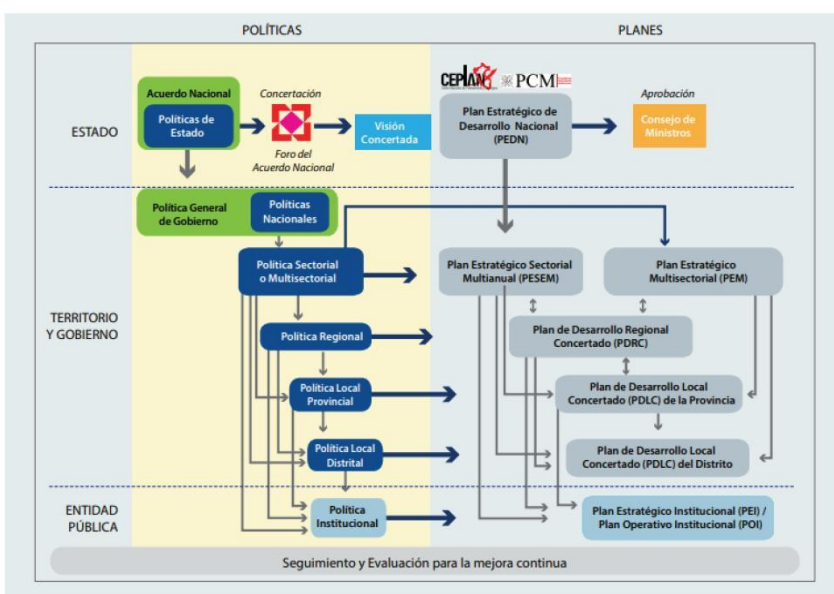 POLÍTICAS
PLANES
ESTADO
Acuerdo Nacional
Políticas de
Estado
Concertación
Foro del
Acuerdo Nacional
Visión
Concertada
CEPLAN
PCM
Plan Estratégico de
Desarrollo Nacional
(PEDN)
Aprobación
Consejo de
Ministros
TERRITORIO
Y GOBIERNO
Política General
de Gobierno
Políticas
Nacionales
Política Sectorial
o Multisectorial
Plan Estratégico Sectorial
Multianual (PESEM)
Plan Estratégico
Multisectorial (PEM)
Política Regional
Plan de Desarrollo Regional
Concertado (PDRC)
Política Local
Provincial
Plan de Desarrollo Local
Concertado (PDLC) de la Provincia
Política Local
Distrital
Plan de Desarrollo Local
Concertado (PDLC) del Distrito
ENTIDAD
PÚBLICA
Política
Institucional
Plan Estratégico Institucional (PEI) /
Plan Operativo Institucional (POI)
Seguimiento y Evaluación para la mejora continua